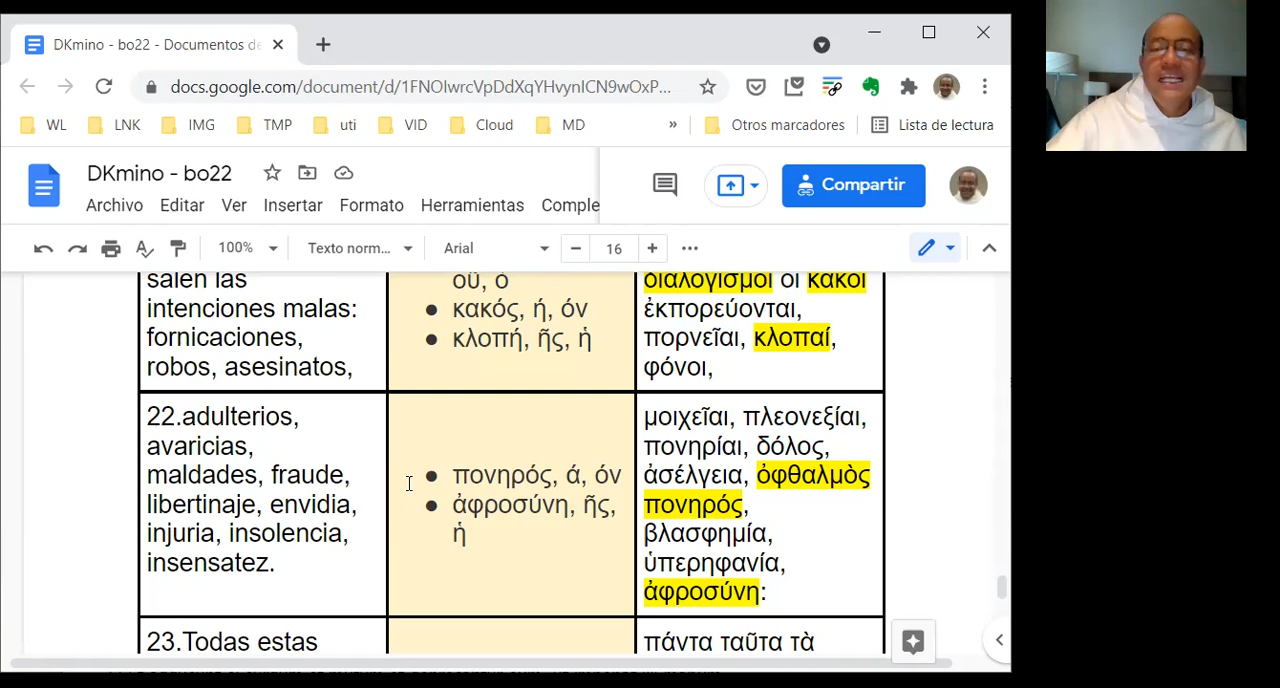 DKmino - bo22 - Documentos de
docs.google.com/document/d/1FNOIwrcVpDdXqYHvynICN9wOxP...
WL LNK IMG TMP uti VID Cloud MD » Otros marcadores Lista de lectura
DKmino - bo22
Compartir
Archivo Editar Ver Insertar Formato Herramientas Comple
100% Texto norm... Arial 16
salen las
intenciones malas:
fornicaciones,
robos, asesinatos,
οῦ, ὁ
● κακός, ή, όν
● κλοπή, ῆς, ἡ
διαλογισμοὶ οἱ κακοὶ
ἐκπορεύονται,
πορνεῖαι, κλοπαί,
φόνοι,
22.adulterios,
avaricias,
maldades, fraude,
libertinaje, envidia,
injuria, insolencia,
insensatez.
● πονηρός, ά, όν
● ἀφροσύνη, ῆς,
ἡ
μοιχεῖαι, πλεονεξίαι,
πονηρίαι, δόλος,
ἀσέλγεια, ὀφθαλμὸς
πονηρός,
βλασφημία,
ὑπερηφανία,
ἀφροσύνη:
23.Todas estas
πάντα ταῦτα τὰ